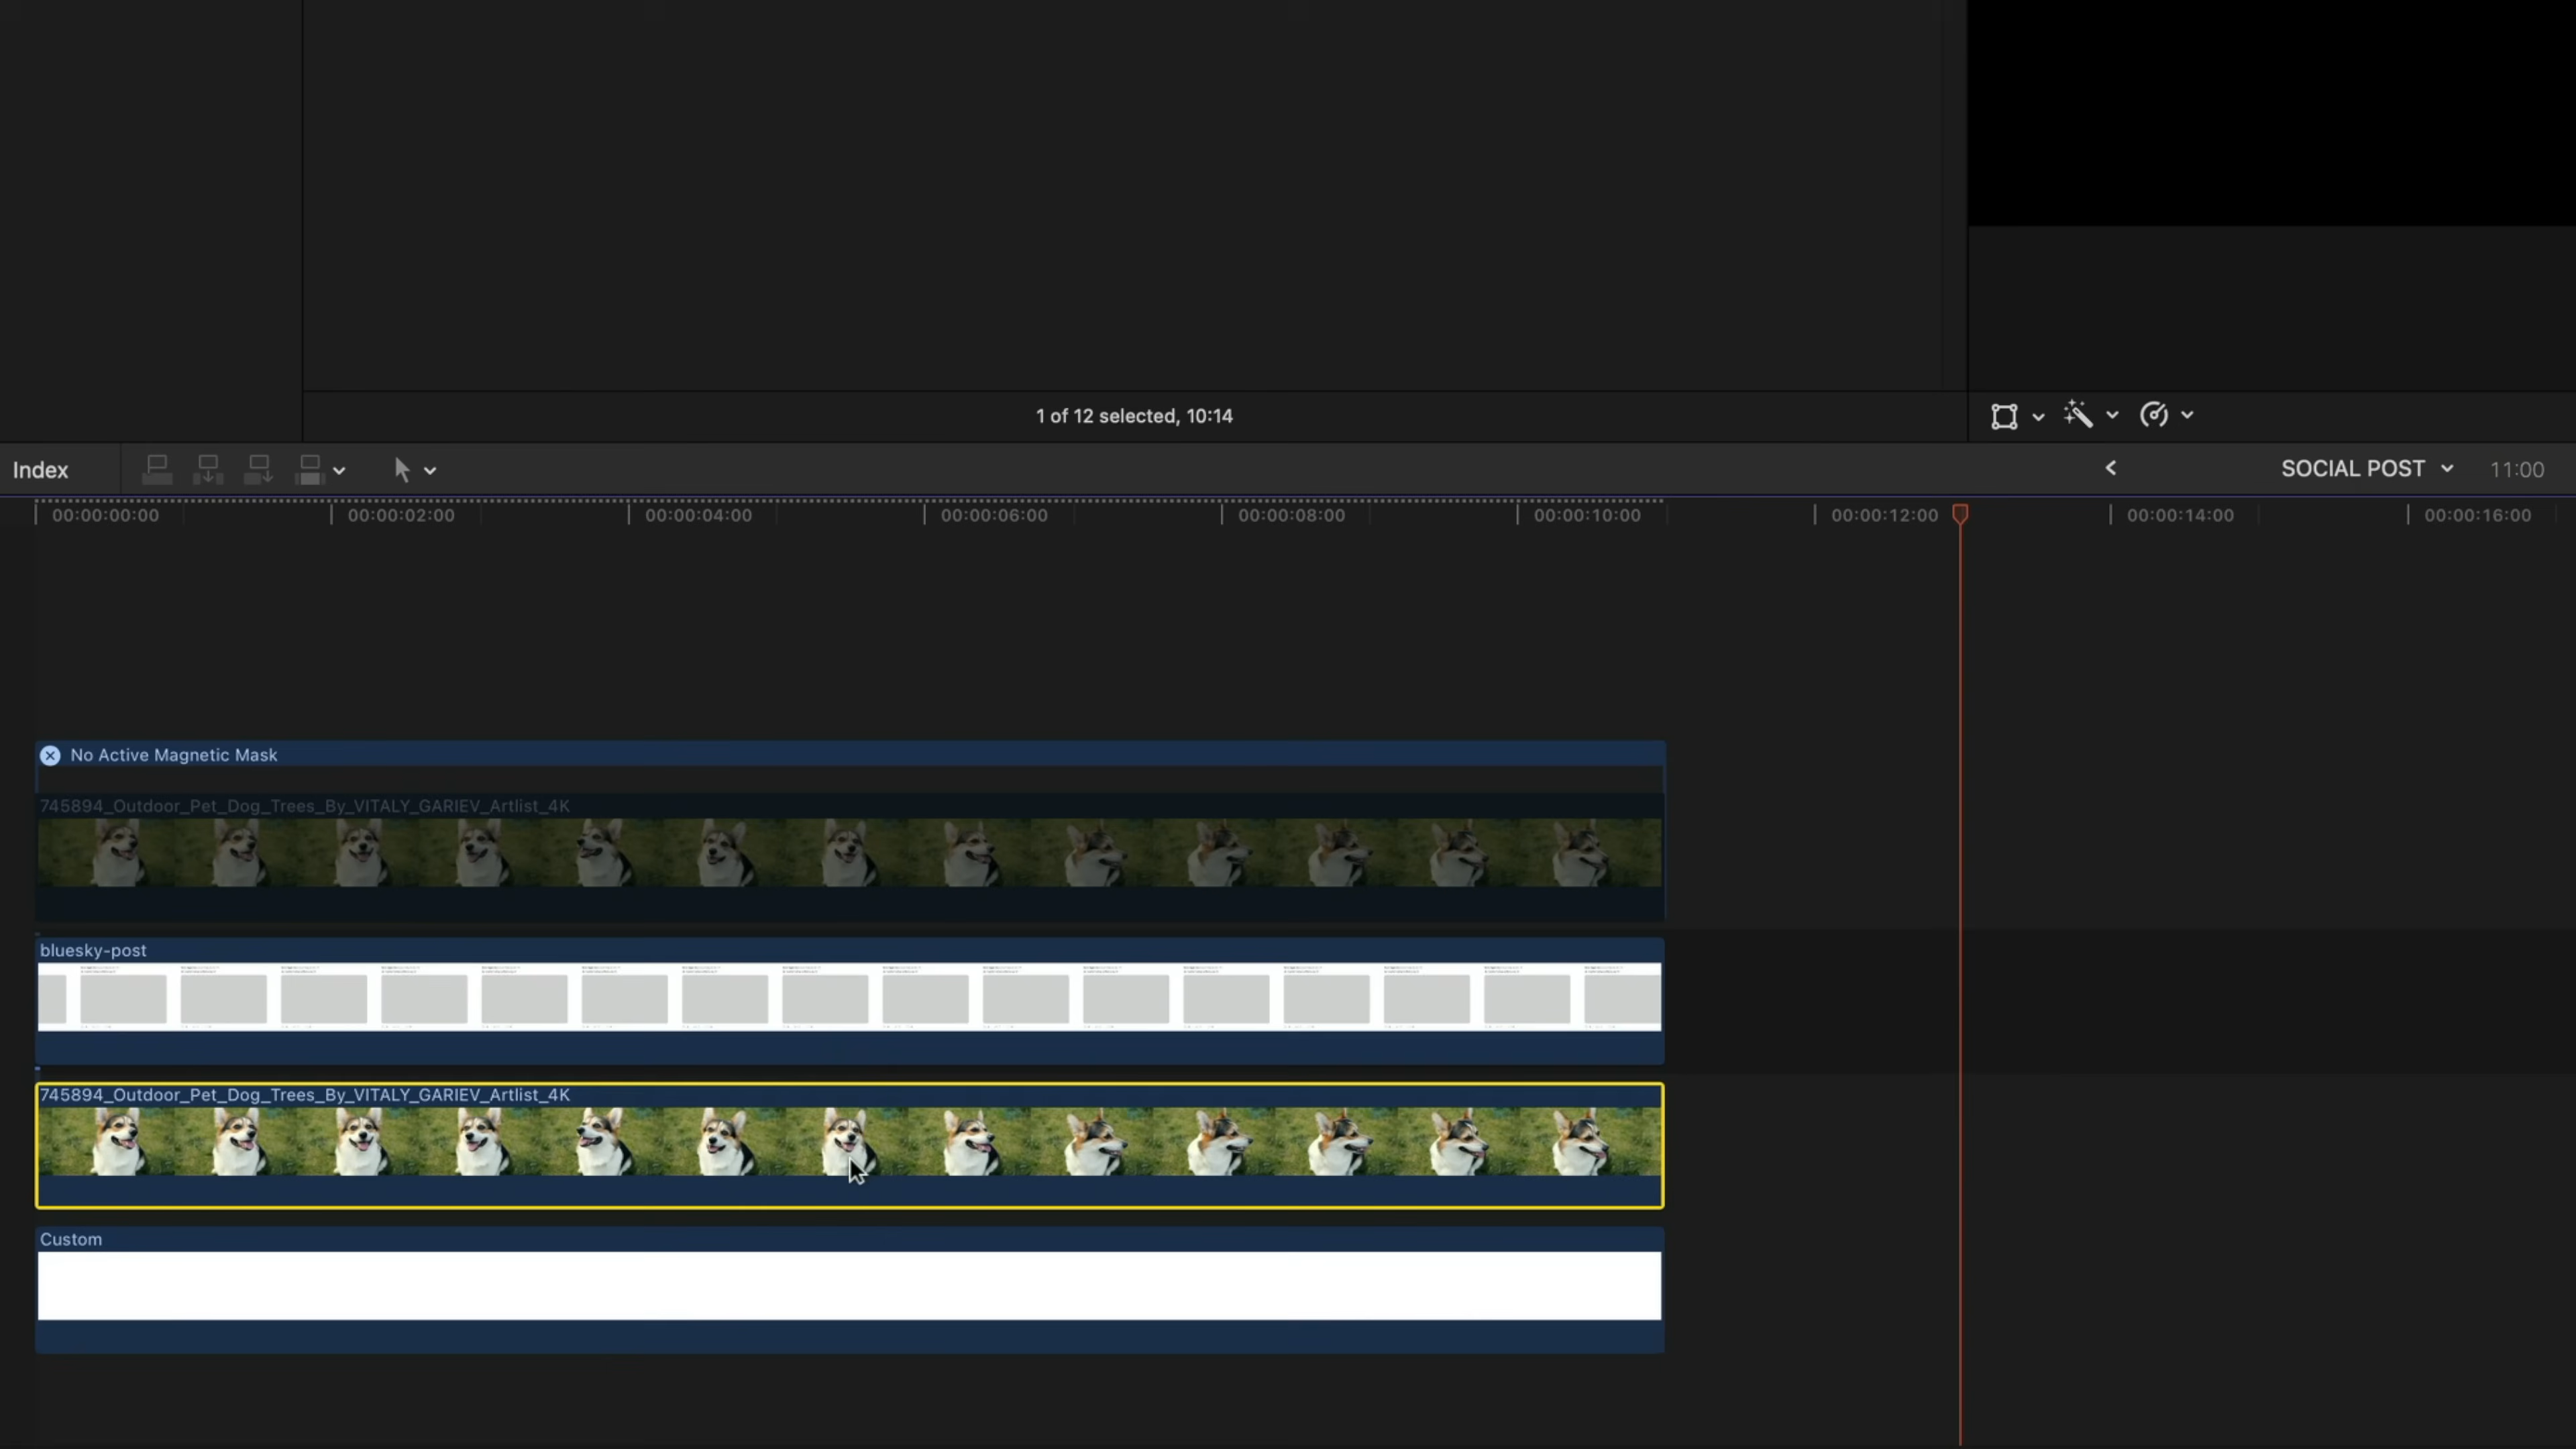 1 of 12 selected, 10:14
Index
SOCIAL POST
11:00
00:00:00:00
00:00:02:00
00:00:04:00
00:00:06:00
00:00:08:00
00:00:10:00
00:00:12:00
00:00:14:00
00:00:16:00
No Active Magnetic Mask
745894_Outdoor_Pet_Dog_Trees_By_VITALY_GARIEV_Artlist_4K
bluesky-post
745894_Outdoor_Pet_Dog_Trees_By_VITALY_GARIEV_Artlist_4K
Custom